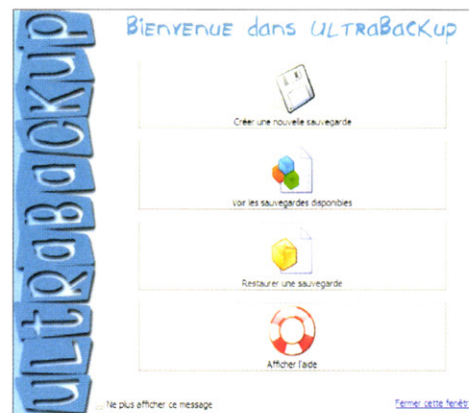 ULtRaBaCKup
Bienvenue dans ULTRaBaCKup
Créer une nouvelle sauvegarde
Voir les sauvegardes disponibles
Restaurer une sauvegarde
Afficher l'aide
Ne plus afficher ce message
Fermer cette fenêt